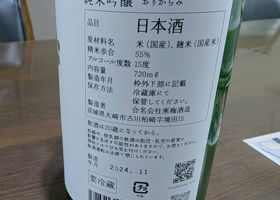 純米吟醸 おりがらみ
品目 日本酒
原材料名 米(国産)、麹米(国産米)
精米歩合 55%
アルコール度数 15度
内容量 720mℓ
製造年月 枠外下部に記載
保存方法 冷蔵庫にて
保管してください。
製造者 合名会社寒梅酒造
宮城県大崎市古川柏崎字境田15
飲酒は20歳になってから。
製造年月 2024.11
要冷蔵